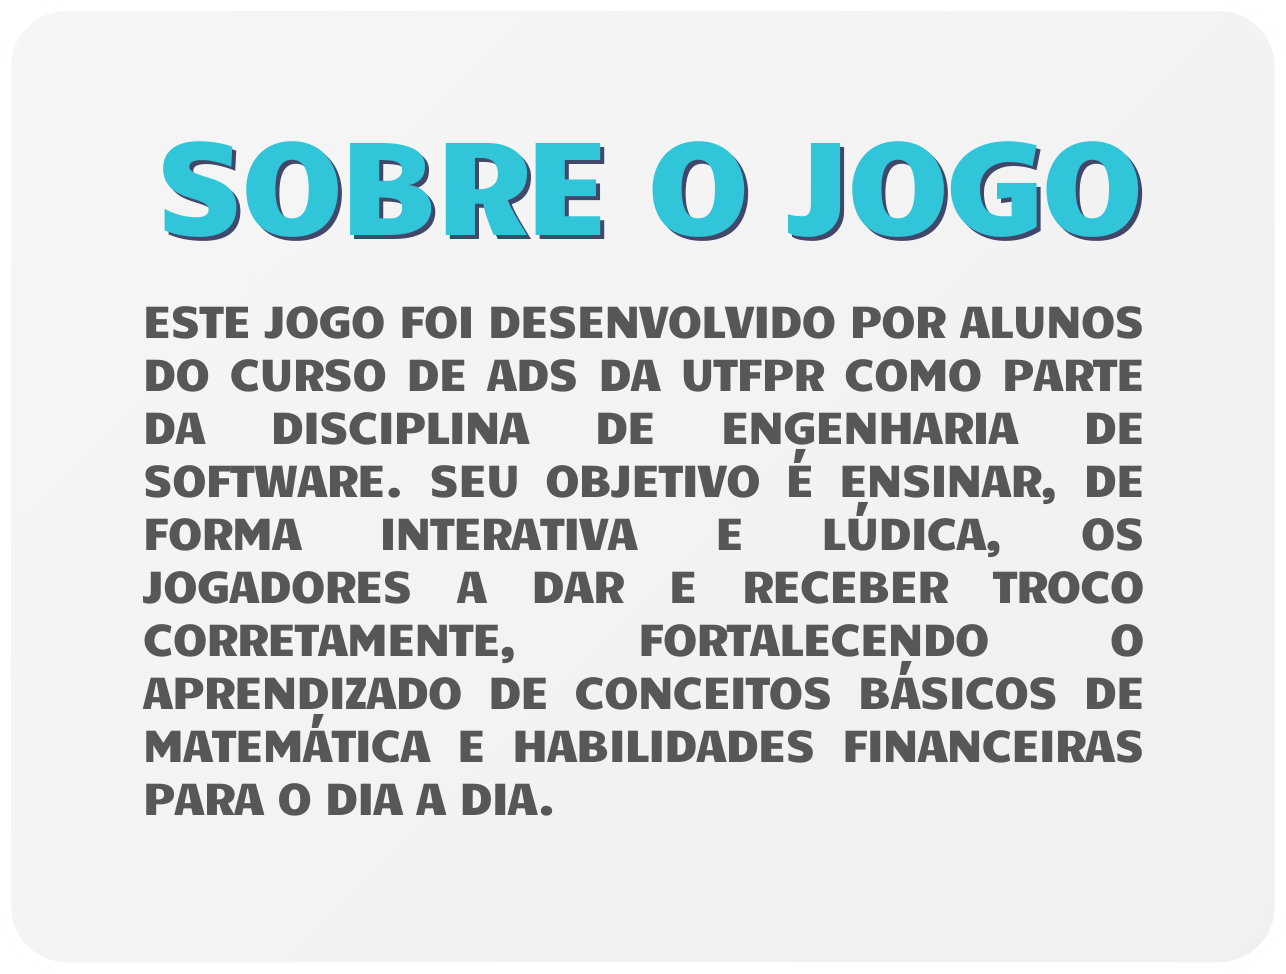 SOBRE O JOGO
ESTE JOGO FOI DESENVOLVIDO POR ALUNOS
DO CURSO DE ADS DA UTFPR COMO PARTE
DA DISCIPLINA DE ENGENHARIA DE
SOFTWARE. SEU OBJETIVO É ENSINAR, DE
FORMA INTERATIVA E LÚDICA, OS
JOGADORES A DAR E RECEBER TROCO
CORRETAMENTE, FORTALECENDO O
APRENDIZADO DE CONCEITOS BÁSICOS DE
MATEMÁTICA E HABILIDADES FINANCEIRAS
PARA O DIA A DIA.